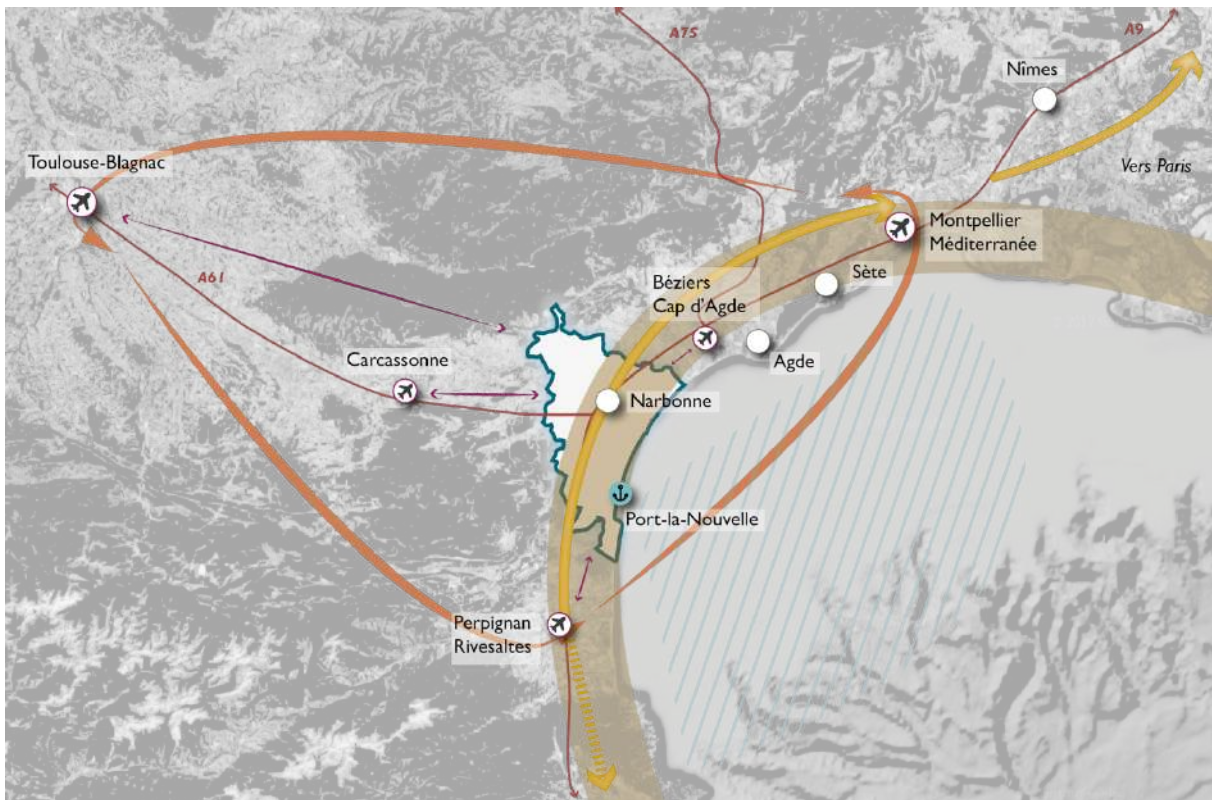 A75
A9
Nîmes
Toulouse-Blagnac
Vers Paris
Montpellier
Méditerranée
A61
Sète
Béziers
Cap d'Agde
Carcassonne
Agde
Narbonne
Port-la-Nouvelle
Perpignan
Rivesaltes